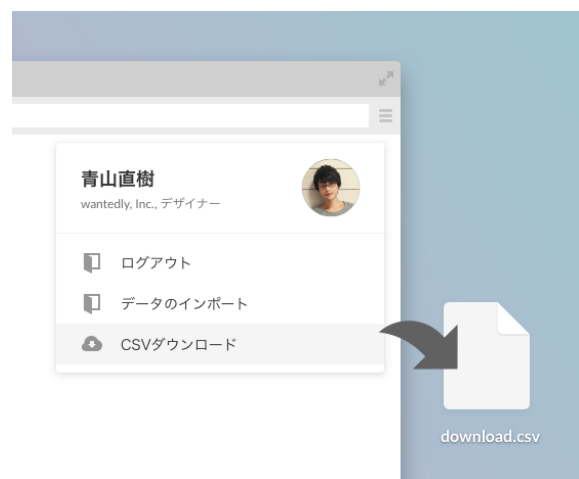 青山直樹
wantedly, Inc., デザイナー
ログアウト
データのインポート
CSVダウンロード
download.csv